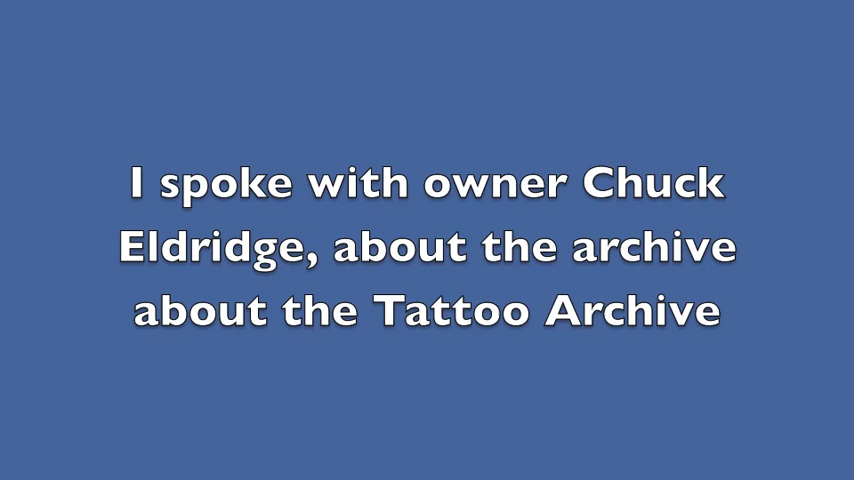 I spoke with owner Chuck
Eldridge, about the archive
about the Tattoo Archive